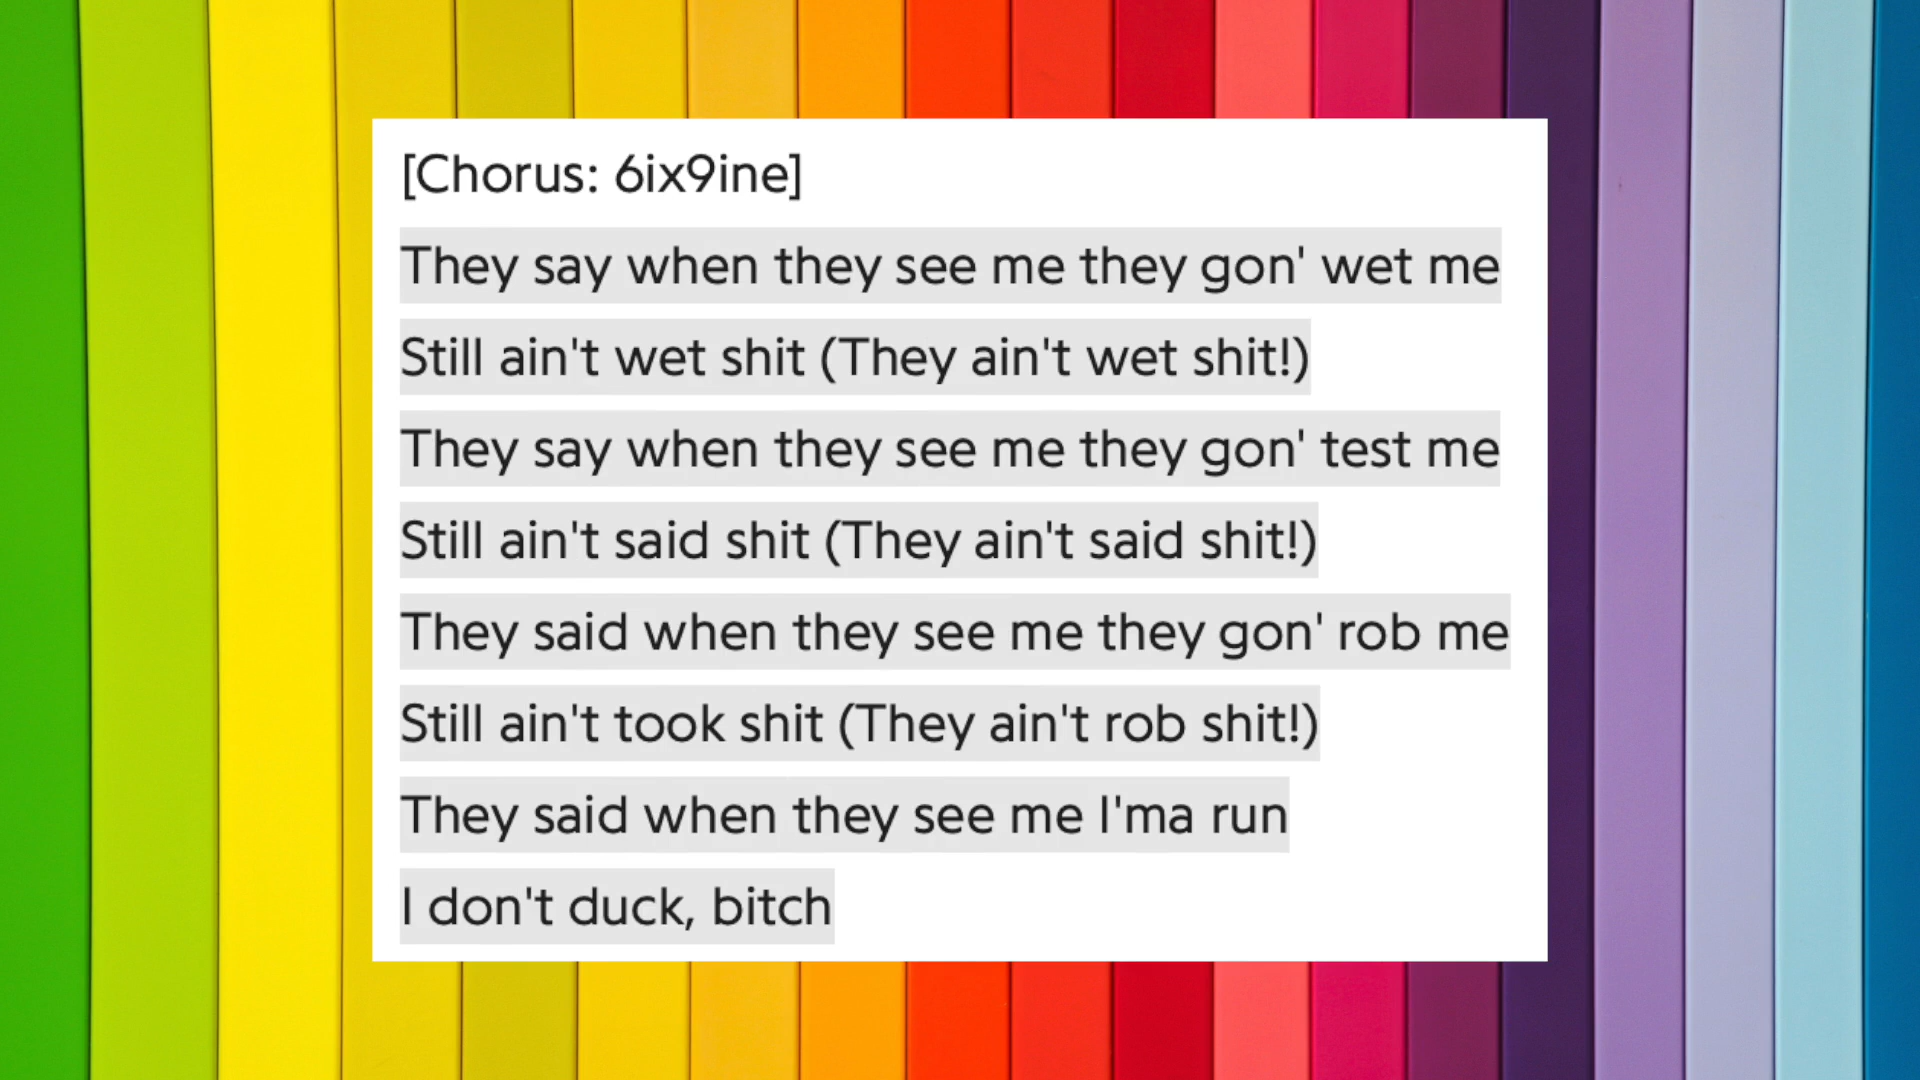 [Chorus: 6ix9ine]
They say when they see me they gon' wet me
Still ain't wet shit (They ain't wet shit!)
They say when they see me they gon' test me
Still ain't said shit (They ain't said shit!)
They said when they see me they gon' rob me
Still ain't took shit (They ain't rob shit!)
They said when they see me I'ma run
I don't duck, bitch